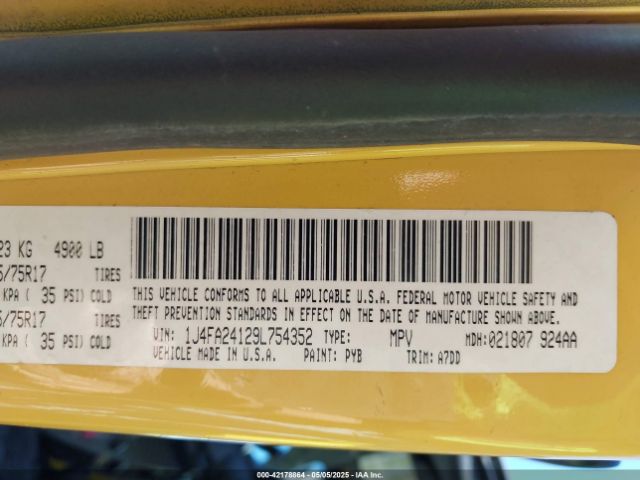 23 KG 4900 LB
5/75R17 TIRES
KPA ( 35 PSI) COLD
5/75R17 TIRES
KPA ( 35 PSI) COLD
THIS VEHICLE CONFORMS TO ALL APPLICABLE U.S.A. FEDERAL MOTOR VEHICLE SAFETY AND
THEFT PREVENTION STANDARDS IN EFFECT ON THE DATE OF MANUFACTURE SHOWN ABOVE.
VIN: 1J4FA24129L754352 TYPE: MPV MDH:021807 924AA
VEHICLE MADE IN U.S.A. PAINT: PYB TRIM: A7DD
000-42178864 - 05/05/2025 - IAA Inc.